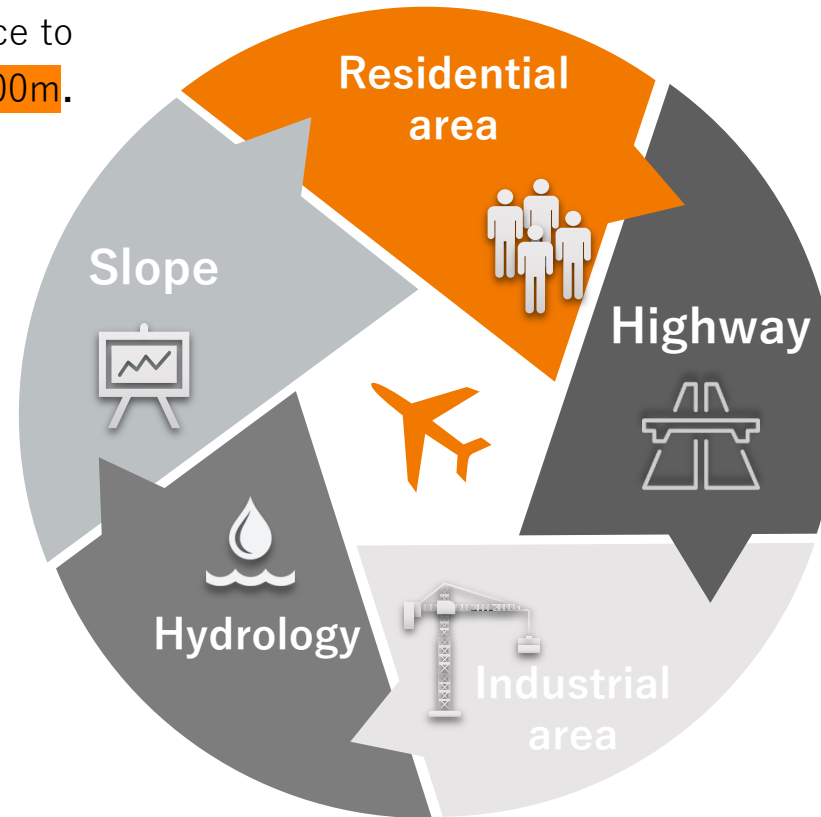 ce to
00m.
Residential
area
Slope
Highway
Hydrology
Industrial
area